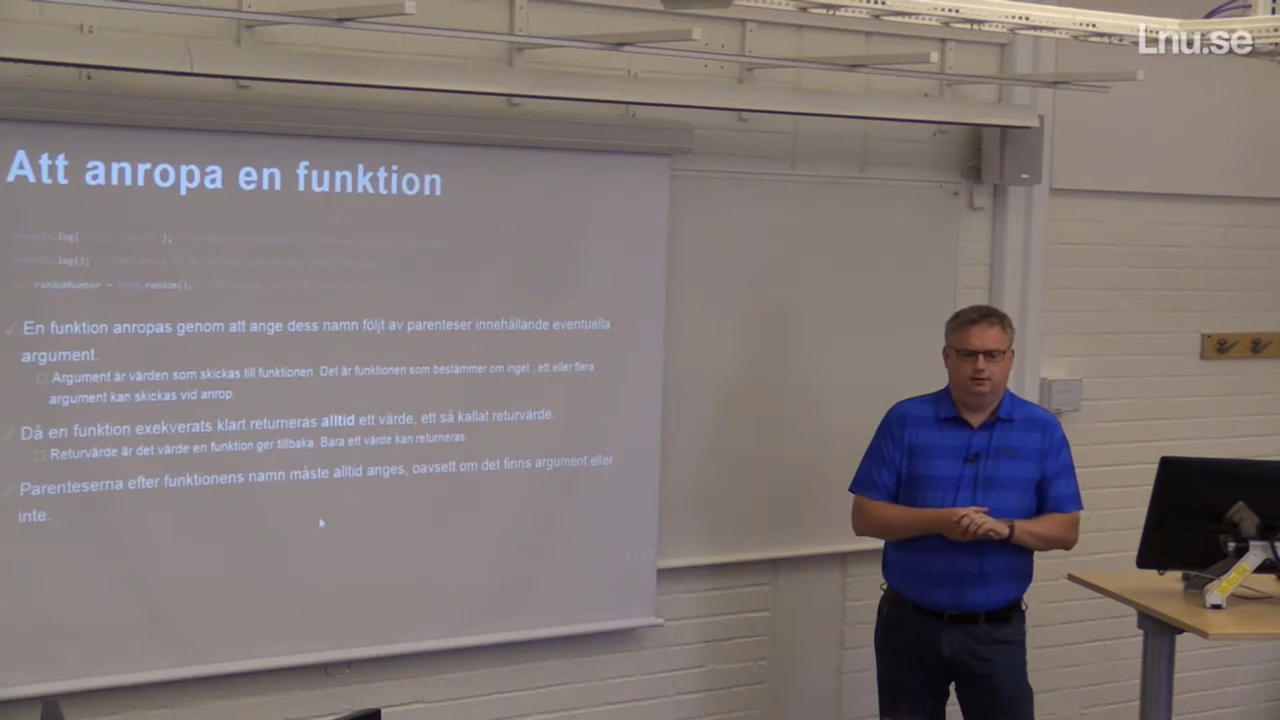 Lnu.se
Att anropa en funktion
.log( );
.log();
randomNumber = .random();
En funktion anropas genom att ange dess namn följt av parenteser innehållande eventuella
argument.
Argument är värden som skickas till funktionen. Det är funktionen som bestämmer om inget , ett eller flera
argument kan skickas vid anrop.
Då en funktion exekverats klart returneras alltid ett värde, ett så kallat returvärde.
Returvärde är det värde en funktion ger tillbaka. Bara ett värde kan returneras.
Parenteserna efter funktionens namn måste alltid anges, oavsett om det finns argument eller
inte.